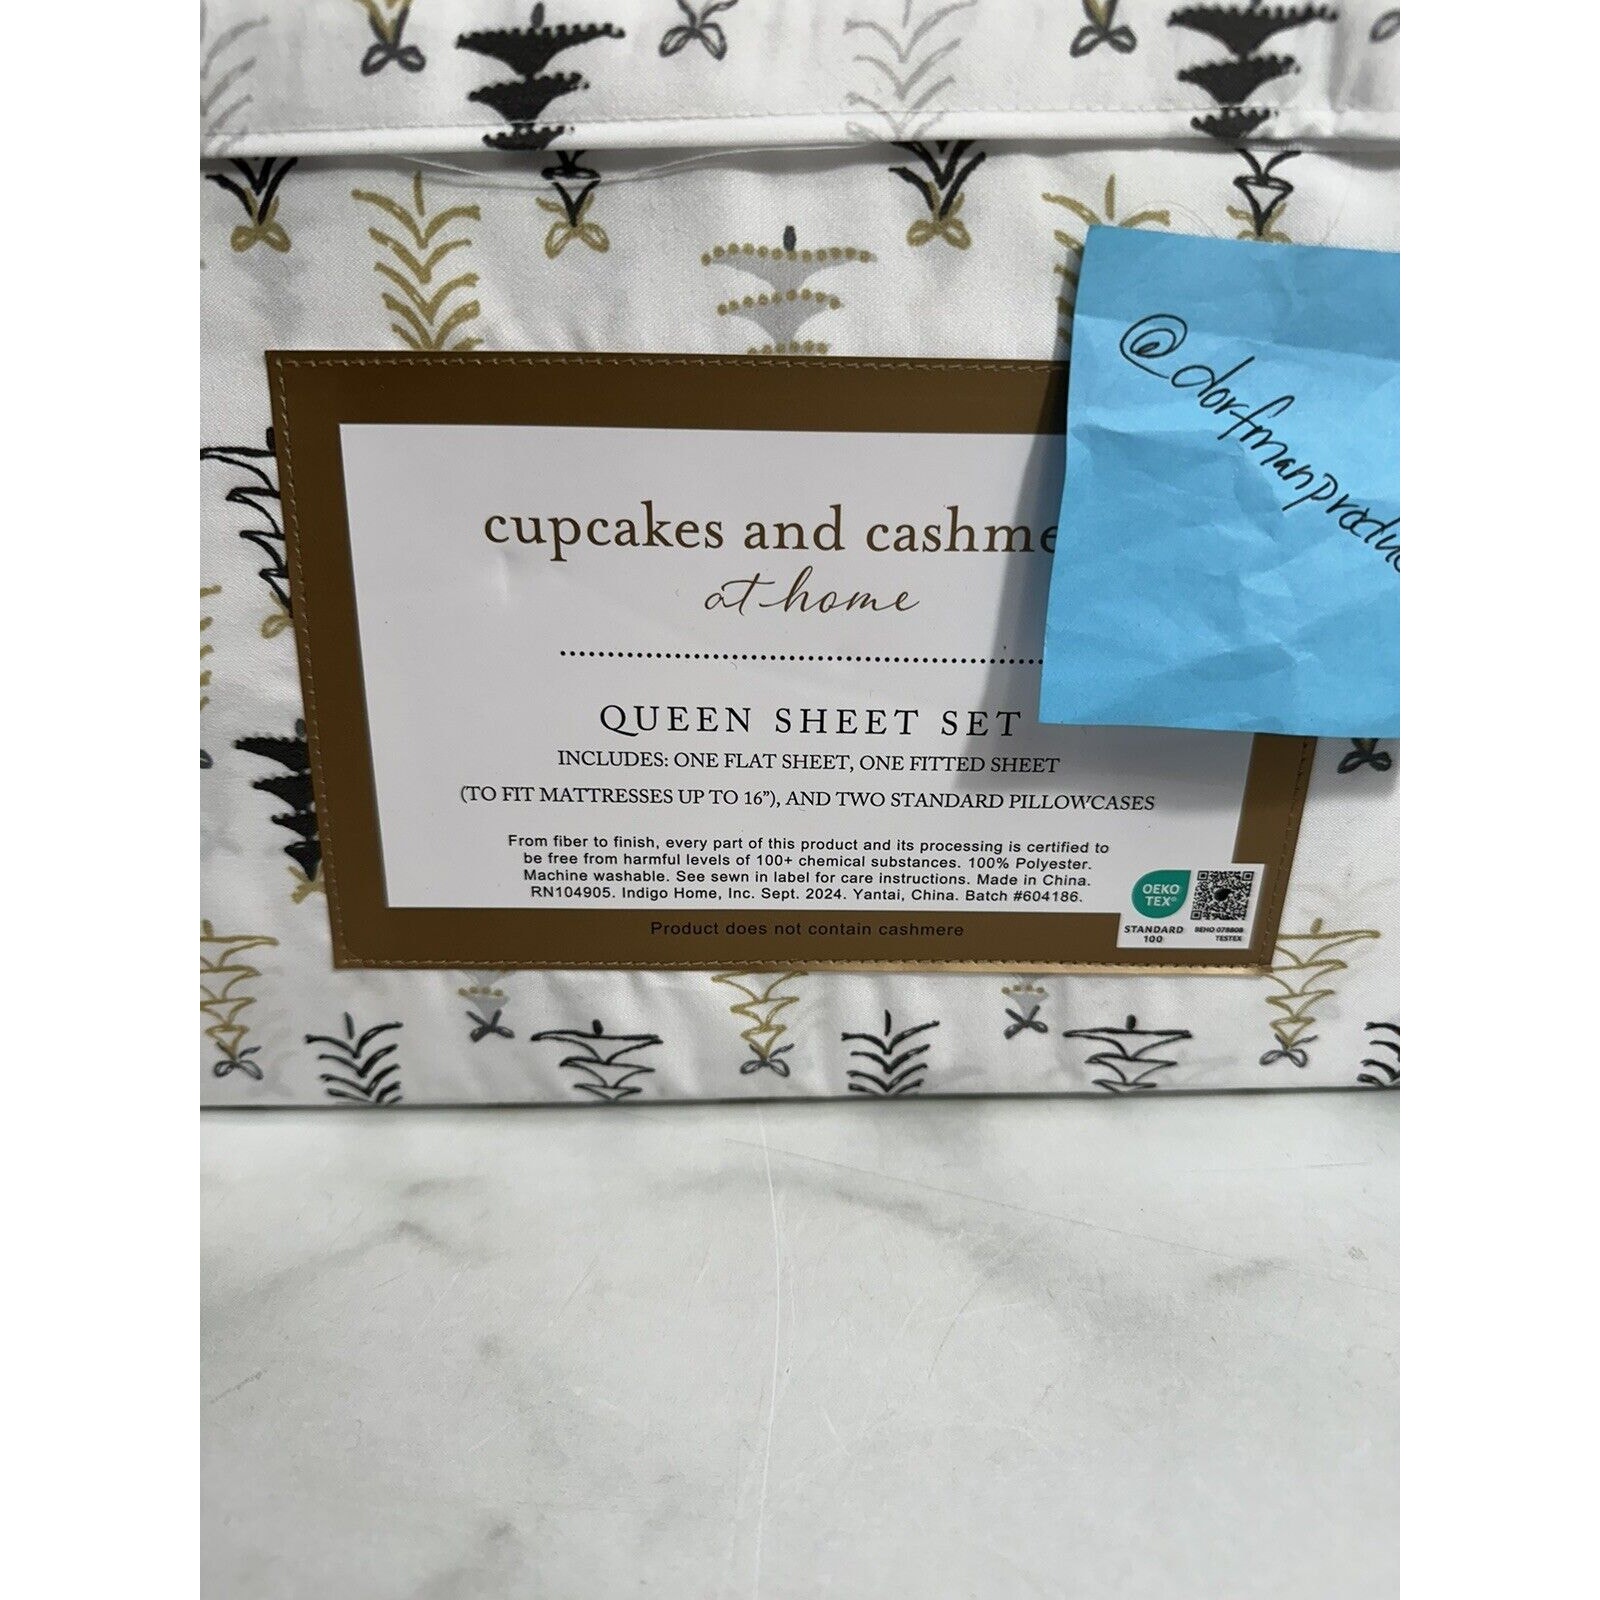 @dorfmanprodu
cupcakes and cashme
at home
QUEEN SHEET SET
INCLUDES: ONE FLAT SHEET, ONE FITTED SHEET
(TO FIT MATTRESSES UP TO 16”), AND TWO STANDARD PILLOWCASES
From fiber to finish, every part of this product and its processing is certified to
be free from harmful levels of 100+ chemical substances. 100% Polyester.
Machine washable. See sewn in label for care instructions. Made in China.
RN104905. Indigo Home, Inc. Sept. 2024. Yantai, China. Batch #604186.
Product does not contain cashmere
OEKO
TEX®
STANDARD
100
BEHO 078808
TESTEX